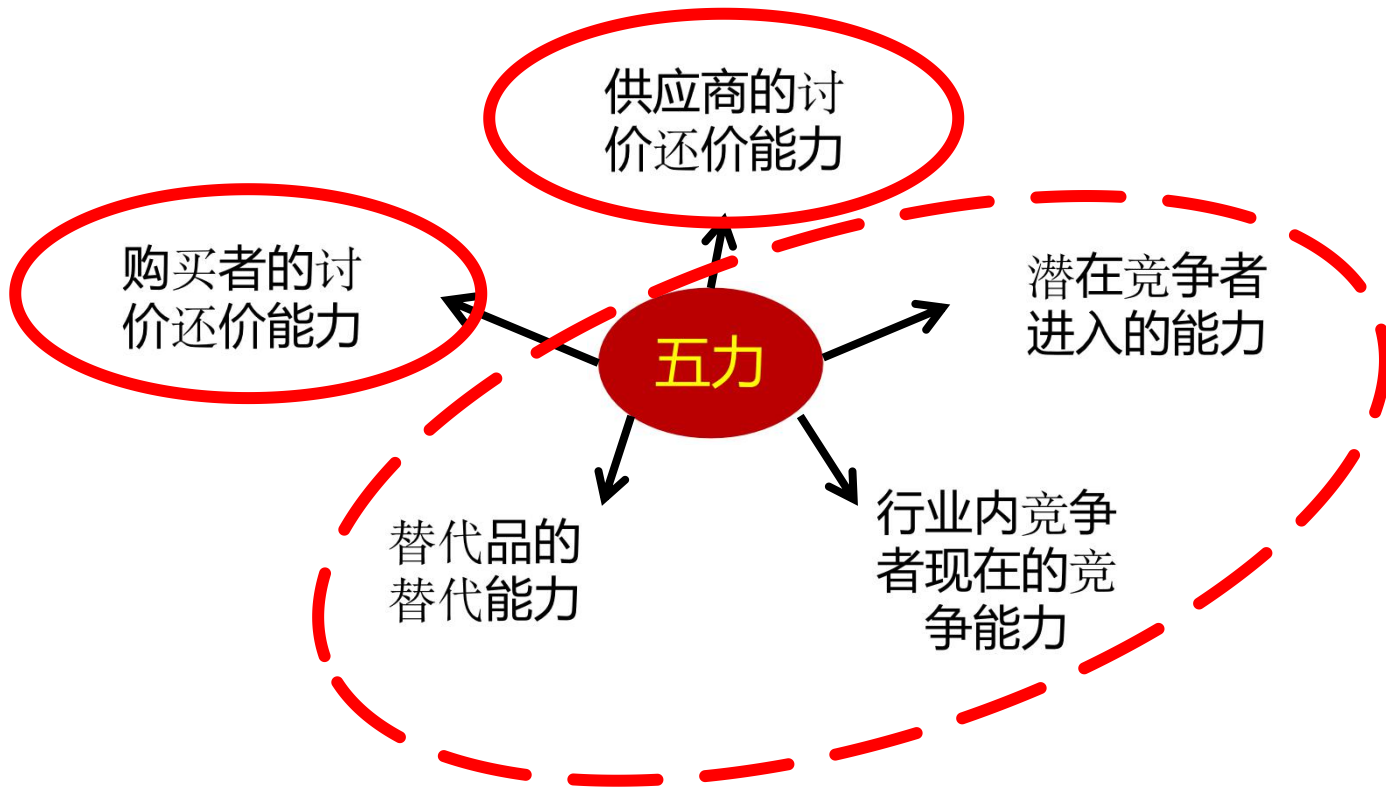 供应商的讨
价还价能力
购买者的讨
价还价能力
潜在竞争者
进入的能力
五力
替代品的
替代能力
行业内竞争
者现在的竞
争能力